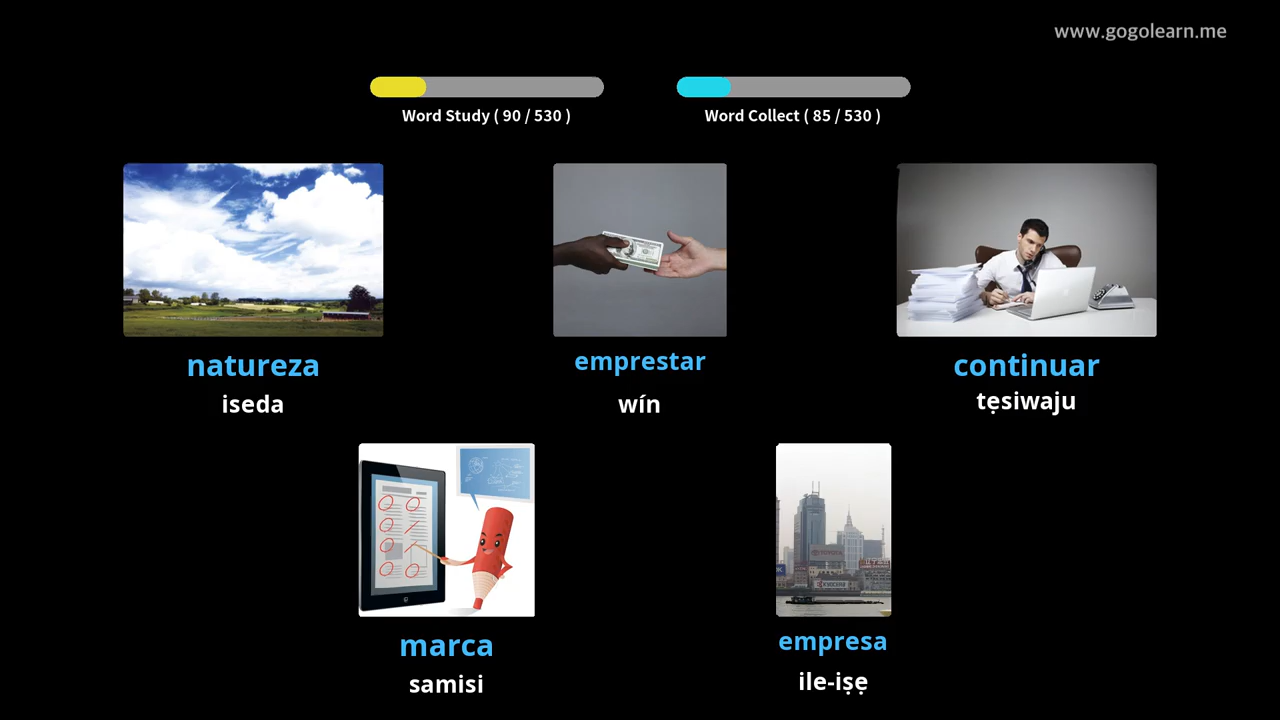 www.gogolearn.me
Word Study ( 90 / 530 )
Word Collect ( 85 / 530 )
natureza
emprestar
continuar
iseda
wín
tẹsiwaju
TOYOTA
marca
empresa
samisi
ile-iṣẹ